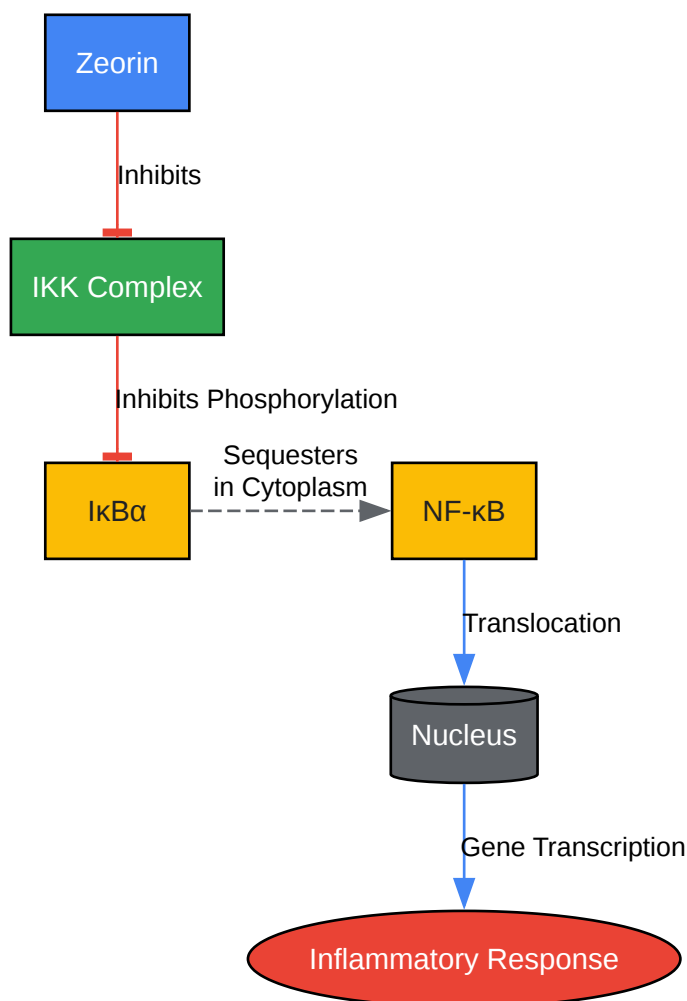 Zeorin
Inhibits
IKK Complex
Inhibits Phosphorylation
Sequesters
in Cytoplasm
IκBα
NF-κB
Translocation
Nucleus
Gene Transcription
Inflammatory Response